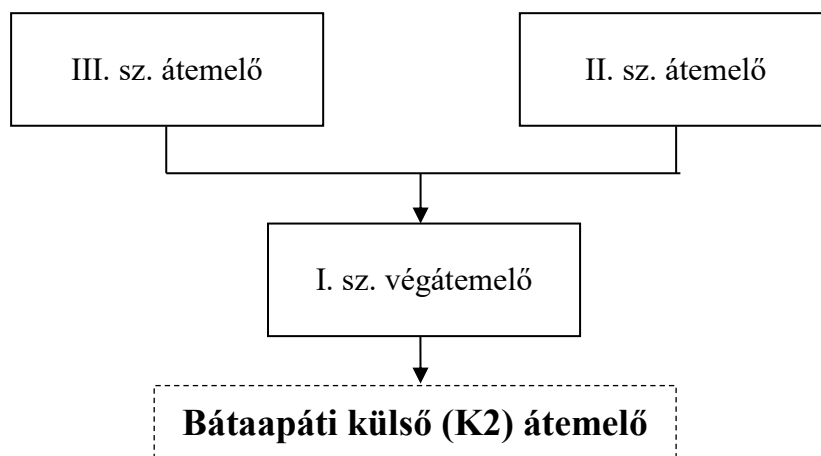 III. sz. átemelő
II. sz. átemelő
I. sz. végátemelő
Bátaapáti külső (K2) átemelő